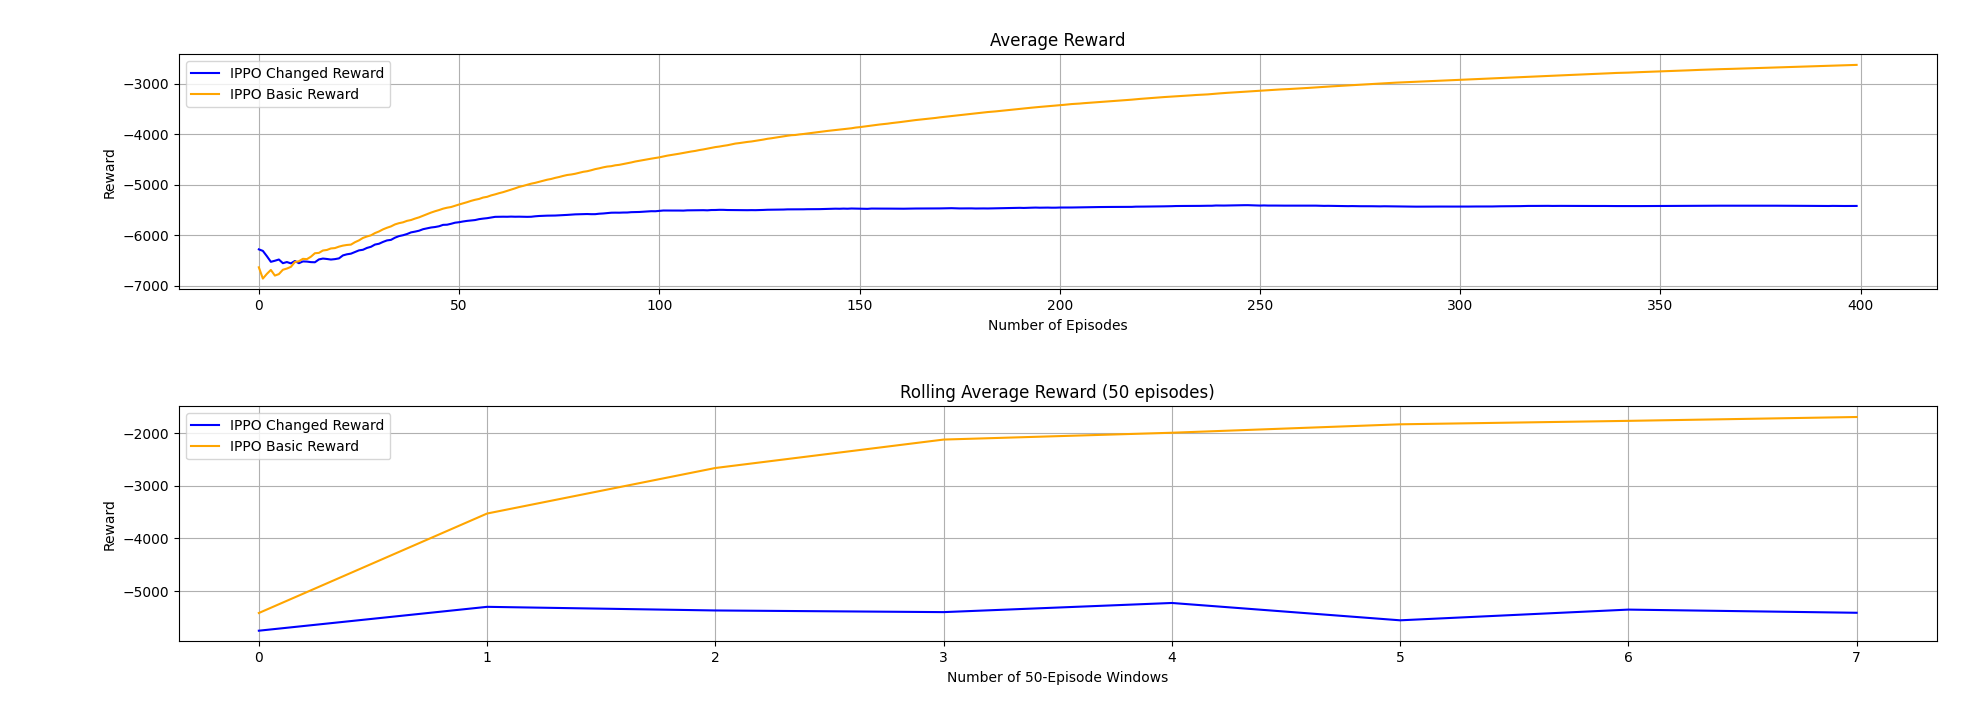 Average Reward
IPPO Changed Reward
IPPO Basic Reward
Reward
−3000
−4000
−5000
−6000
−7000
0 50 100 150 200 250 300 350 400
Number of Episodes
Rolling Average Reward (50 episodes)
IPPO Changed Reward
IPPO Basic Reward
Reward
−2000
−3000
−4000
−5000
0 1 2 3 4 5 6 7
Number of 50-Episode Windows